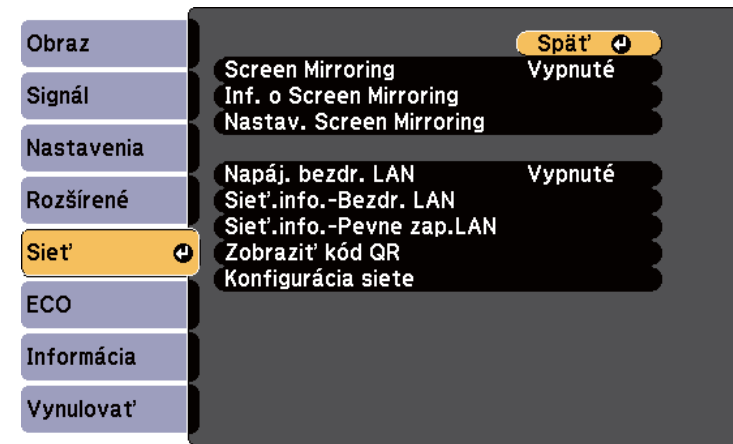 Obraz
Signál
Nastavenia
Rozšírené
Sieť
ECO
Informácia
Vynulovať
Späť
Screen Mirroring Vypnuté
Inf. o Screen Mirroring
Nastav. Screen Mirroring
Napáj. bezdr. LAN Vypnuté
Sieť.info.-Bezdr. LAN
Sieť.info.-Pevne zap.LAN
Zobraziť kód QR
Konfigurácia siete